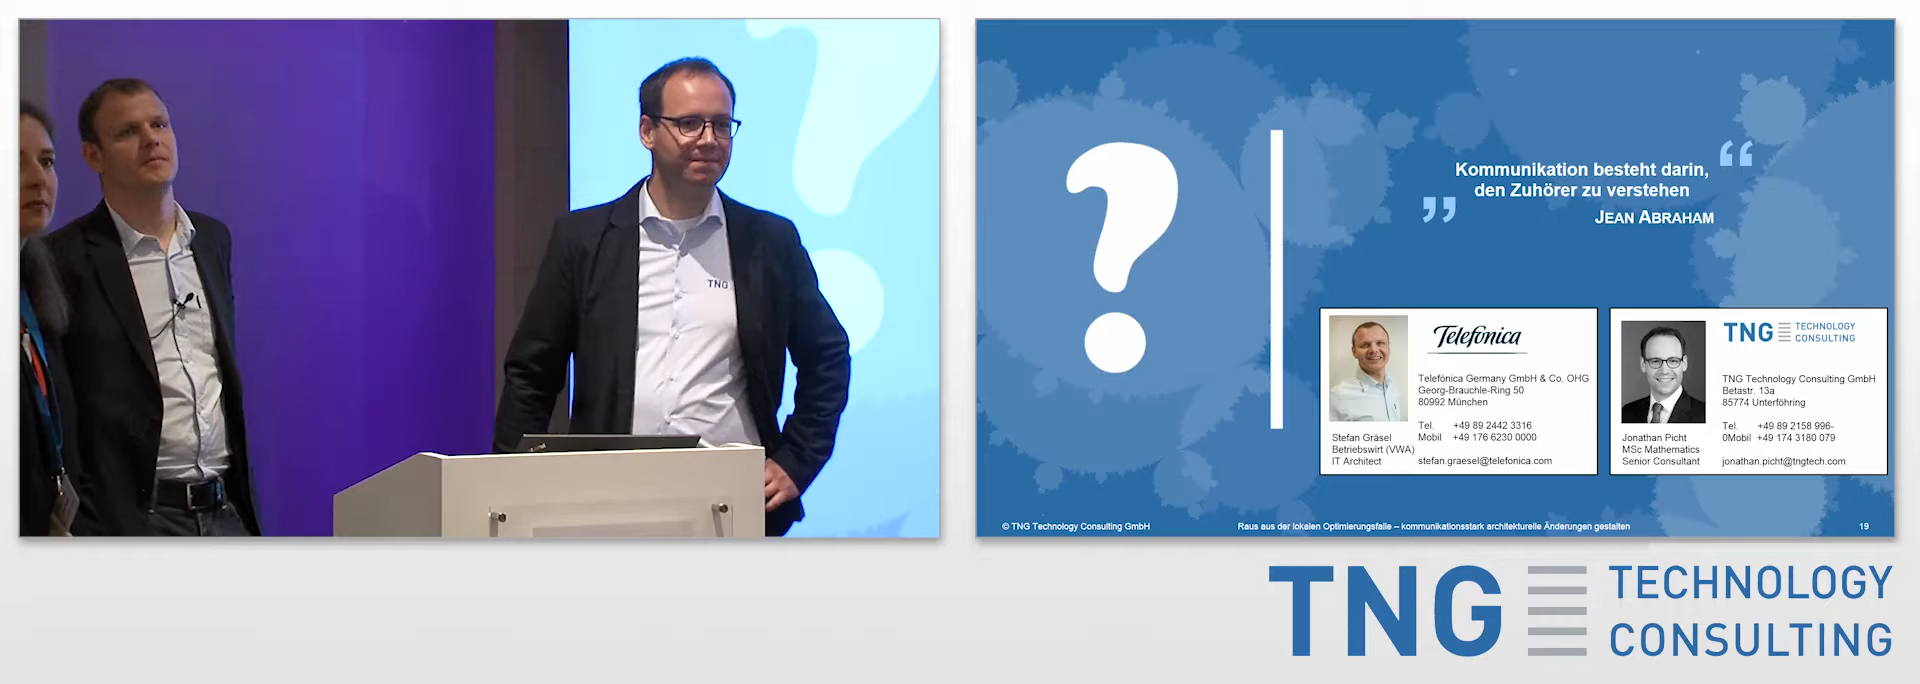 TNG
Kommunikation besteht darin,
den Zuhörer zu verstehen
JEAN ABRAHAM
Telefónica
Telefónica Germany GmbH & Co. OHG
Georg-Brauchle-Ring 50
80992 München
Tel. +49 89 2442 3316
Mobil +49 176 6230 0000
stefan.graesel@telefonica.com
Stefan Gräsel
Betriebswirt (VWA)
IT Architect
TNG TECHNOLOGY
CONSULTING
TNG Technology Consulting GmbH
Betastr. 13a
85774 Unterföhring
Tel. +49 89 2158 996-
0Mobil +49 174 3180 079
jonathan.picht@tngtech.com
Jonathan Picht
MSc Mathematics
Senior Consultant
© TNG Technology Consulting GmbH
Raus aus der lokalen Optimierungsfalle – kommunikationsstark architekturelle Änderungen gestalten
19
TNG TECHNOLOGY
CONSULTING